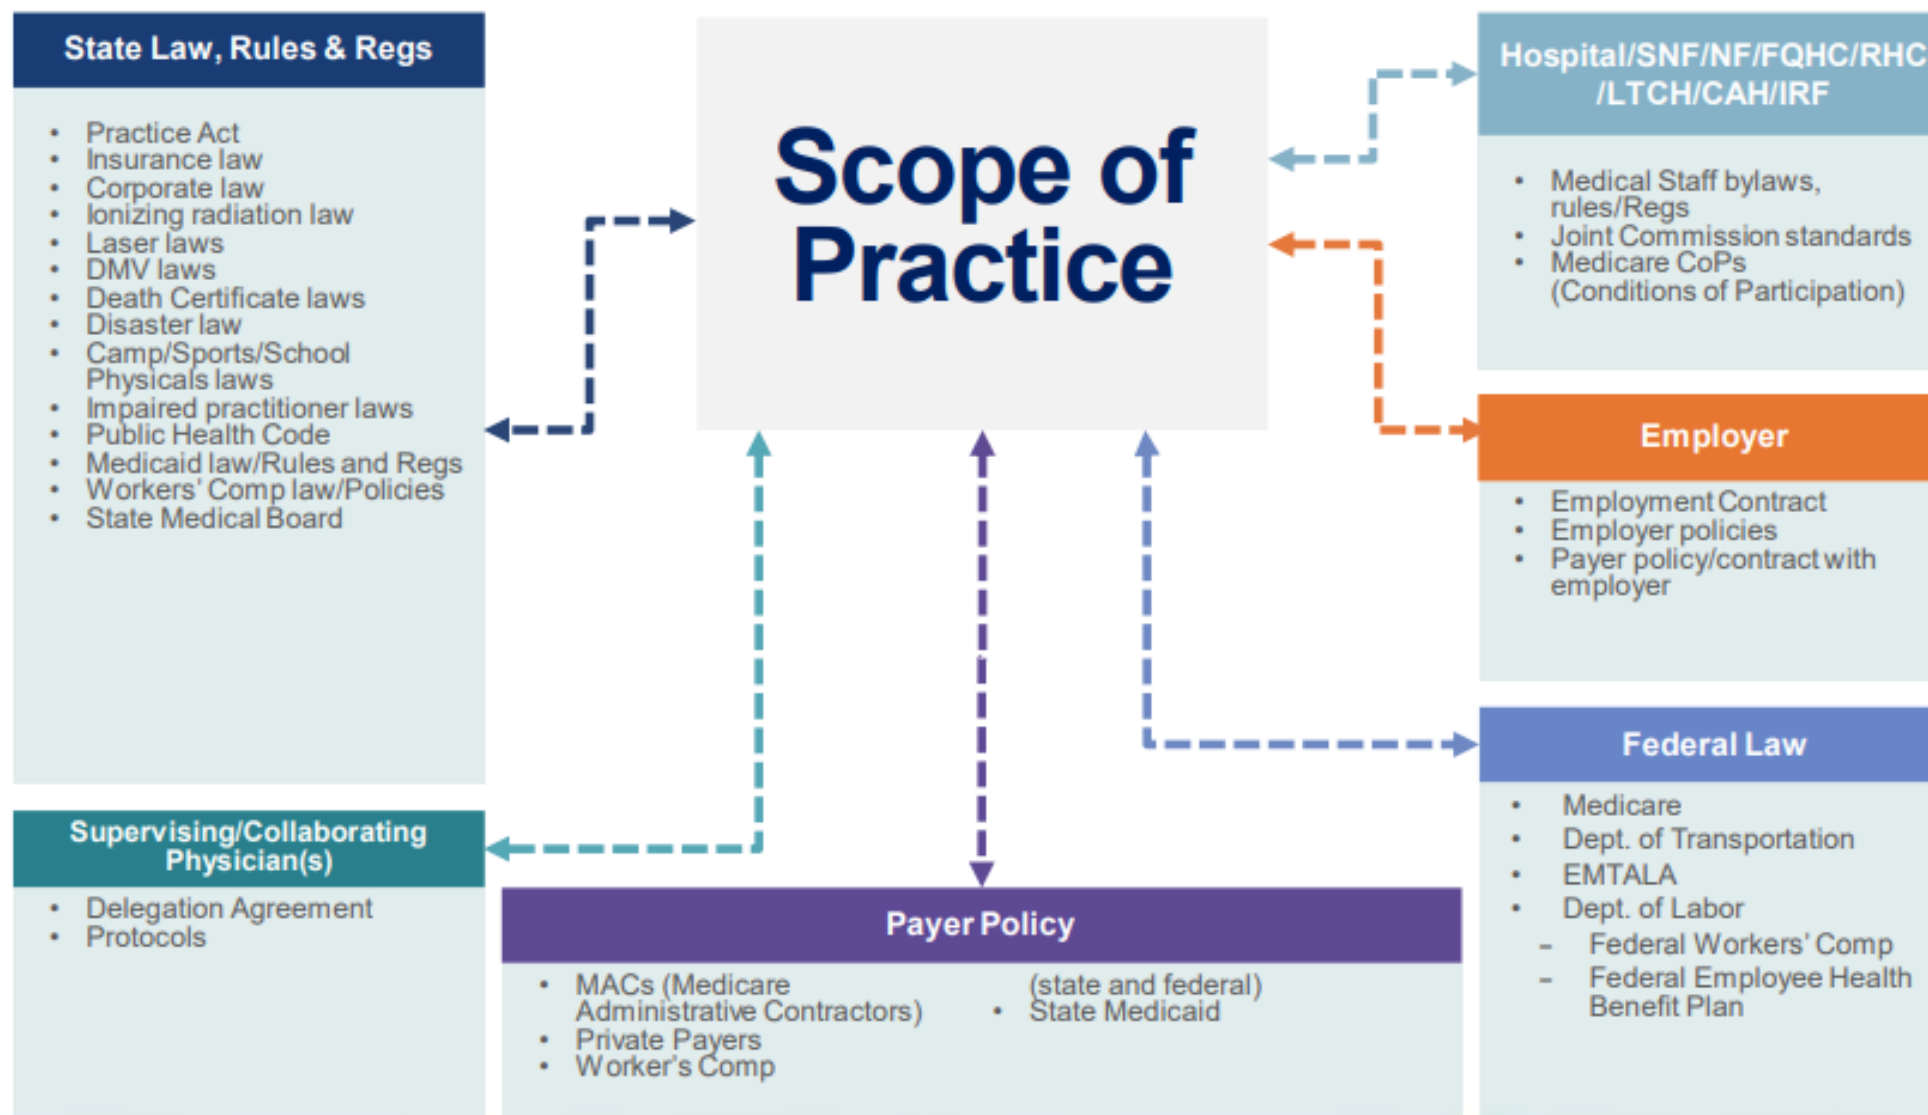 State Law, Rules & Regs
• Practice Act
• Insurance law
• Corporate law
• Ionizing radiation law
• Laser laws
• DMV laws
• Death Certificate laws
• Disaster law
• Camp/Sports/School
Physicals laws
• Impaired practitioner laws
• Public Health Code
• Medicaid law/Rules and Regs
• Workers' Comp law/Policies
• State Medical Board
Supervising/Collaborating
Physician(s)
• Delegation Agreement
• Protocols
Scope of
Practice
Payer Policy
• MACs (Medicare
Administrative Contractors)
• Private Payers
• Worker's Comp
(state and federal)
• State Medicaid
Hospital/SNF/NF/FQHC/RHC
/LTCH/CAH/IRF
• Medical Staff bylaws,
rules/Regs
• Joint Commission standards
• Medicare CoPs
(Conditions of Participation)
Employer
• Employment Contract
• Employer policies
• Payer policy/contract with
employer
Federal Law
• Medicare
• Dept. of Transportation
• EMTALA
• Dept. of Labor
– Federal Workers' Comp
– Federal Employee Health
Benefit Plan